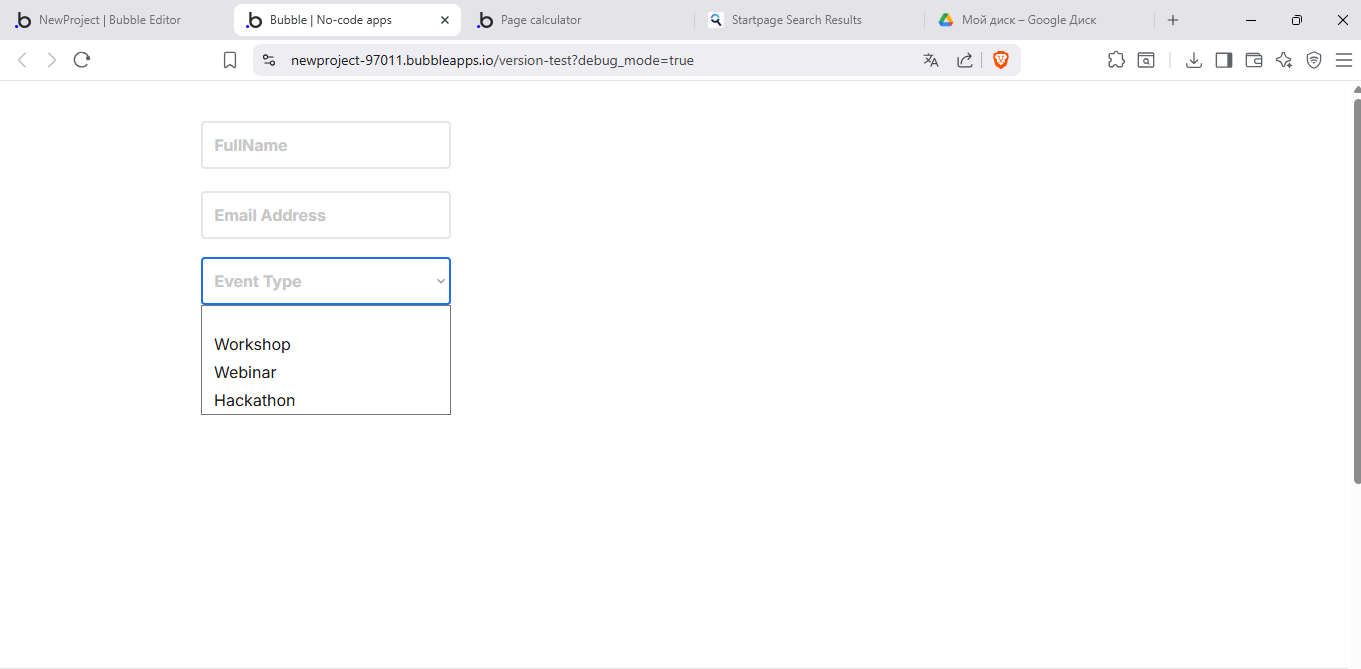 NewProject | Bubble Editor
Bubble | No-code apps
Page calculator
Startpage Search Results
Мой диск – Google Диск
newproject-97011.bubbleapps.io/version-test?debug_mode=true
FullName
Email Address
Event Type
Workshop
Webinar
Hackathon